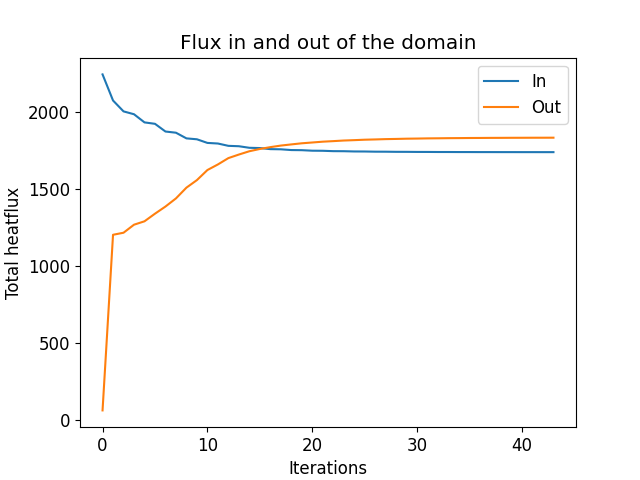 Flux in and out of the domain
In
Out
Total heatflux
2000
1500
1000
500
0
0 10 20 30 40
Iterations